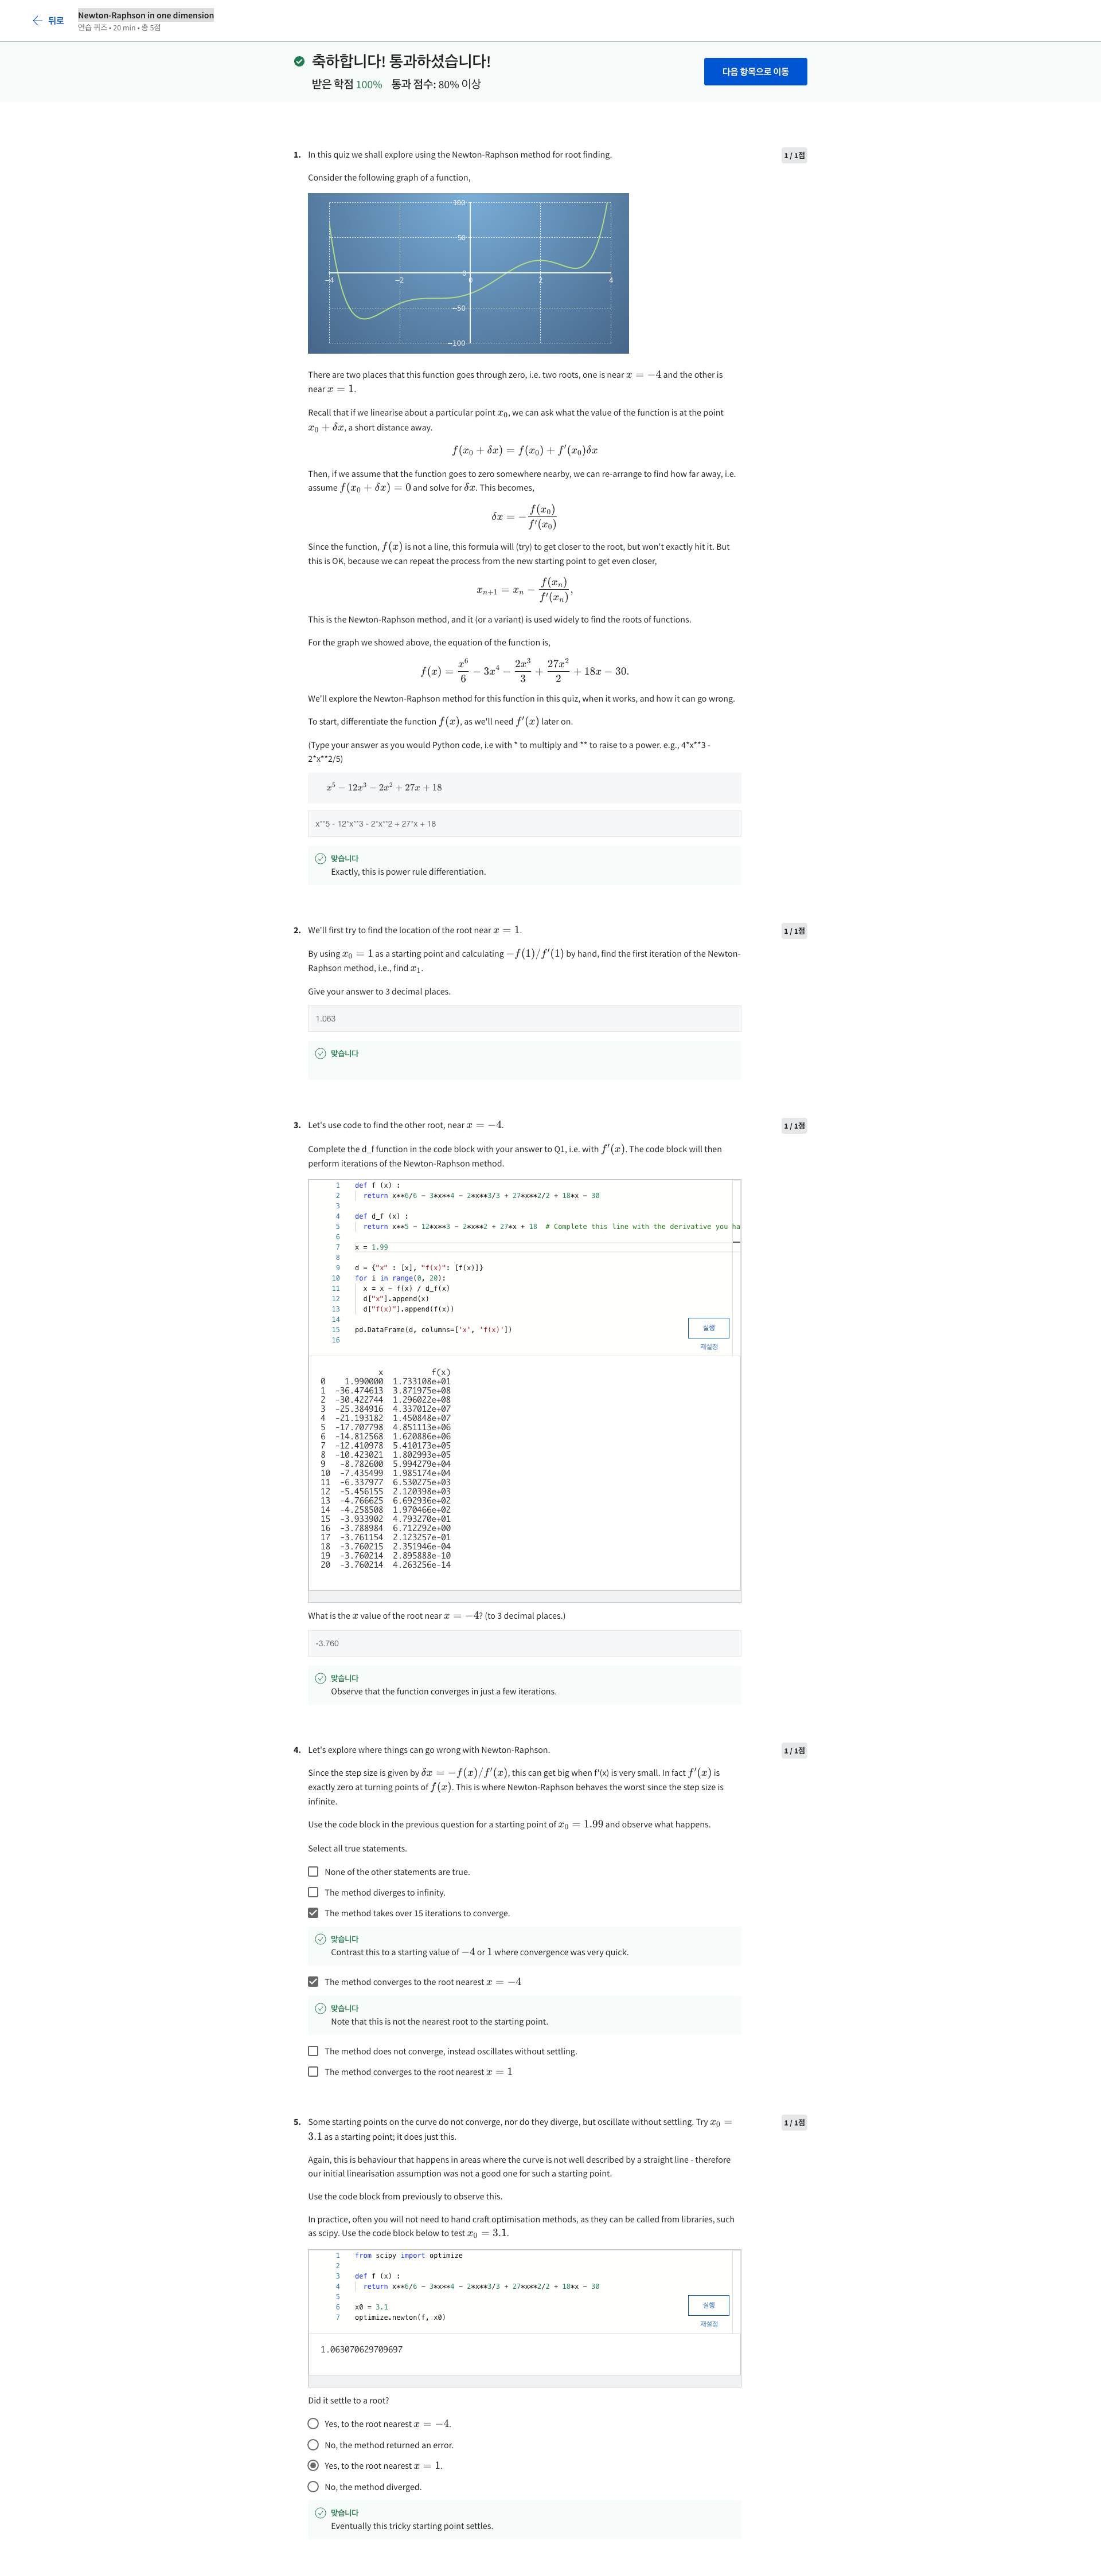 뒤로
Newton-Raphson in one dimension
연습 퀴즈 • 20 min • 총 5점
축하합니다! 통과하셨습니다!
받은 학점 100% 통과 점수: 80% 이상
다음 항목으로 이동
1. In this quiz we shall explore using the Newton-Raphson method for root finding.
1 / 1점
Consider the following graph of a function,
100
50
0
−4 −2 0 2 4
−50
−100
There are two places that this function goes through zero, i.e. two roots, one is near x = −4 and the other is
near x = 1.
Recall that if we linearise about a particular point x₀, we can ask what the value of the function is at the point
x₀ + δx, a short distance away.
f(x₀ + δx) = f(x₀) + f′(x₀)δx
Then, if we assume that the function goes to zero somewhere nearby, we can re-arrange to find how far away, i.e.
assume f(x₀ + δx) = 0 and solve for δx. This becomes,
δx = − f(x₀) / f′(x₀)
Since the function, f(x) is not a line, this formula will (try) to get closer to the root, but won't exactly hit it. But
this is OK, because we can repeat the process from the new starting point to get even closer,
xₙ₊₁ = xₙ − f(xₙ) / f′(xₙ),
This is the Newton-Raphson method, and it (or a variant) is used widely to find the roots of functions.
For the graph we showed above, the equation of the function is,
f(x) = x⁶/6 − 3x⁴ − 2x³/3 + 27x²/2 + 18x − 30.
We'll explore the Newton-Raphson method for this function in this quiz, when it works, and how it can go wrong.
To start, differentiate the function f(x), as we'll need f′(x) later on.
(Type your answer as you would Python code, i.e with * to multiply and ** to raise to a power. e.g., 4*x**3 -
2*x**2/5)
x⁵ − 12x³ − 2x² + 27x + 18
x**5 - 12*x**3 - 2*x**2 + 27*x + 18
맞습니다
Exactly, this is power rule differentiation.
2. We'll first try to find the location of the root near x = 1.
1 / 1점
By using x₀ = 1 as a starting point and calculating −f(1)/f′(1) by hand, find the first iteration of the Newton-
Raphson method, i.e., find x₁.
Give your answer to 3 decimal places.
1.063
맞습니다
3. Let's use code to find the other root, near x = −4.
1 / 1점
Complete the d_f function in the code block with your answer to Q1, i.e. with f′(x). The code block will then
perform iterations of the Newton-Raphson method.
1 def f (x) :
2 return x**6/6 - 3*x**4 - 2*x**3/3 + 27*x**2/2 + 18*x - 30
3
4 def d_f (x) :
5 return x**5 - 12*x**3 - 2*x**2 + 27*x + 18 # Complete this line with the derivative you ha
6
7 x = 1.99
8
9 d = {"x" : [x], "f(x)": [f(x)]}
10 for i in range(0, 20):
11 x = x - f(x) / d_f(x)
12 d["x"].append(x)
13 d["f(x)"].append(f(x))
14
15 pd.DataFrame(d, columns=['x', 'f(x)'])
16
실행
재설정
x f(x)
0 1.990000 1.733108e+01
1 -36.474613 3.871975e+08
2 -30.422744 1.296022e+08
3 -25.384916 4.337012e+07
4 -21.193182 1.450848e+07
5 -17.707798 4.851113e+06
6 -14.812568 1.620886e+06
7 -12.410978 5.410173e+05
8 -10.423021 1.802993e+05
9 -8.782600 5.994279e+04
10 -7.435499 1.985174e+04
11 -6.337977 6.530275e+03
12 -5.456155 2.120398e+03
13 -4.766625 6.692936e+02
14 -4.258508 1.970466e+02
15 -3.933902 4.793270e+01
16 -3.788984 6.712292e+00
17 -3.761154 2.123257e-01
18 -3.760215 2.351946e-04
19 -3.760214 2.895888e-10
20 -3.760214 4.263256e-14
What is the x value of the root near x = −4? (to 3 decimal places.)
-3.760
맞습니다
Observe that the function converges in just a few iterations.
4. Let's explore where things can go wrong with Newton-Raphson.
1 / 1점
Since the step size is given by δx = −f(x)/f′(x), this can get big when f'(x) is very small. In fact f′(x) is
exactly zero at turning points of f(x). This is where Newton-Raphson behaves the worst since the step size is
infinite.
Use the code block in the previous question for a starting point of x₀ = 1.99 and observe what happens.
Select all true statements.
None of the other statements are true.
The method diverges to infinity.
The method takes over 15 iterations to converge.
맞습니다
Contrast this to a starting value of −4 or 1 where convergence was very quick.
The method converges to the root nearest x = −4
맞습니다
Note that this is not the nearest root to the starting point.
The method does not converge, instead oscillates without settling.
The method converges to the root nearest x = 1
5. Some starting points on the curve do not converge, nor do they diverge, but oscillate without settling. Try x₀ =
1 / 1점
3.1 as a starting point; it does just this.
Again, this is behaviour that happens in areas where the curve is not well described by a straight line - therefore
our initial linearisation assumption was not a good one for such a starting point.
Use the code block from previously to observe this.
In practice, often you will not need to hand craft optimisation methods, as they can be called from libraries, such
as scipy. Use the code block below to test x₀ = 3.1.
1 from scipy import optimize
2
3 def f (x) :
4 return x**6/6 - 3*x**4 - 2*x**3/3 + 27*x**2/2 + 18*x - 30
5
6 x0 = 3.1
7 optimize.newton(f, x0)
실행
재설정
1.063070629709697
Did it settle to a root?
Yes, to the root nearest x = −4.
No, the method returned an error.
Yes, to the root nearest x = 1.
No, the method diverged.
맞습니다
Eventually this tricky starting point settles.